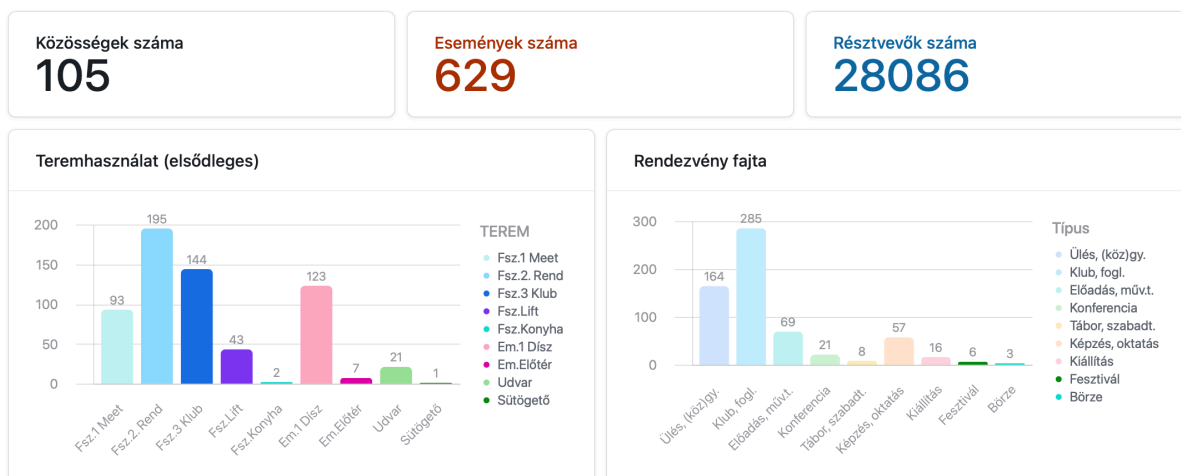 Közösségek száma
105
Események száma
629
Résztvevők száma
28086
Teremhasználat (elsődleges)
200
150
100
50
0
93
195
144
43
2
123
7
21
1
Fsz.1 Meet
Fsz.2. Rend
Fsz.3 Klub
Fsz.Lift
Fsz.Konyha
Em.1 Dísz
Em.Előtér
Udvar
Sütögető
TEREM
Fsz.1 Meet
Fsz.2. Rend
Fsz.3 Klub
Fsz.Lift
Fsz.Konyha
Em.1 Dísz
Em.Előtér
Udvar
Sütögető
Rendezvény fajta
300
200
100
0
164
285
69
21
8
57
16
6
3
Ülés, (köz)gy.
Klub, fogl.
Előadás, műv.t.
Konferencia
Tábor, szabadt.
Képzés, oktatás
Kiállítás
Fesztivál
Börze
Típus
Ülés, (köz)gy.
Klub, fogl.
Előadás, műv.t.
Konferencia
Tábor, szabadt.
Képzés, oktatás
Kiállítás
Fesztivál
Börze